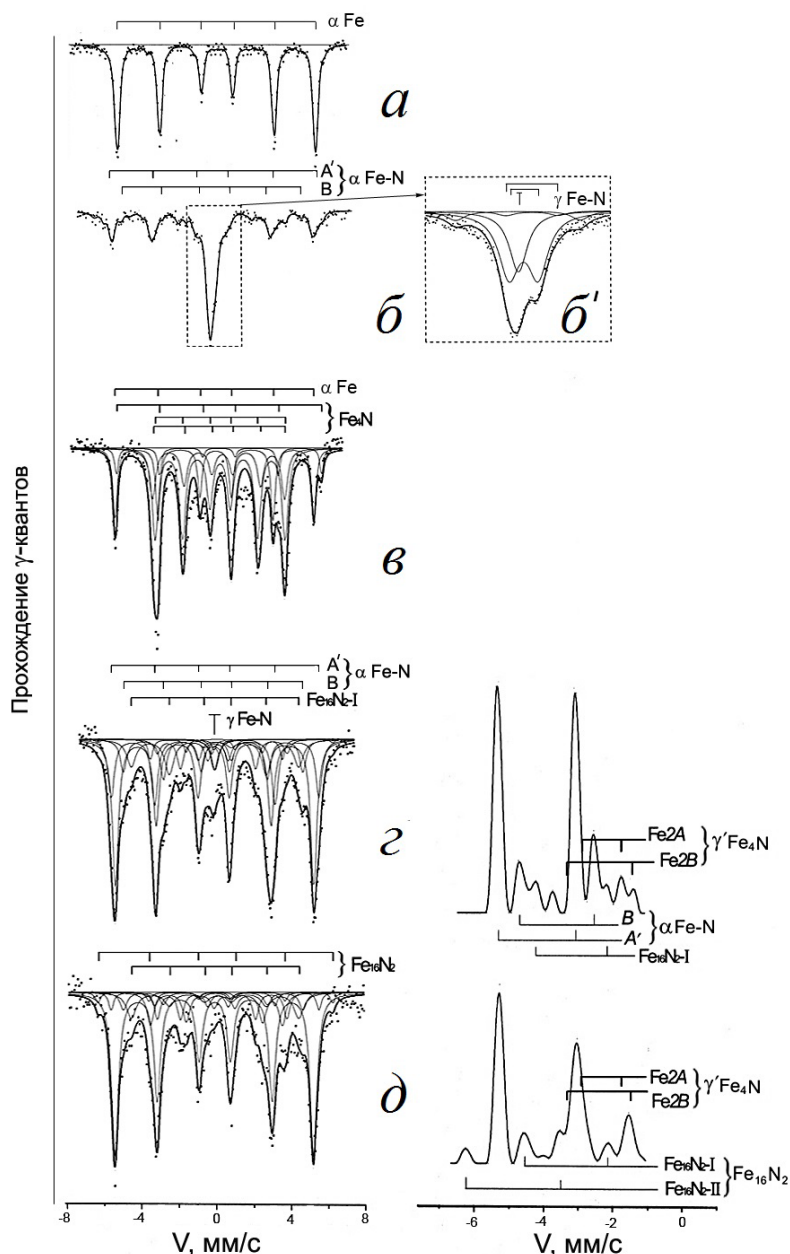 α Fe
а
A′
B
} α Fe-N
б
γ Fe-N
б′
α Fe
} Fe₄N
в
Прохождение γ-квантов
A′
B
} α Fe-N
Fe₁₆N₂-I
γ Fe-N
г
Fe2A
Fe2B
} γ′Fe₄N
B
A′
} αFe-N
Fe₁₆N₂-I
} Fe₁₆N₂
д
Fe2A
Fe2B
} γ′Fe₄N
Fe₁₆N₂-I
Fe₁₆N₂-II
} Fe₁₆N₂
-8 -4 0 4 8
V, мм/с
-6 -4 -2 0
V, мм/с